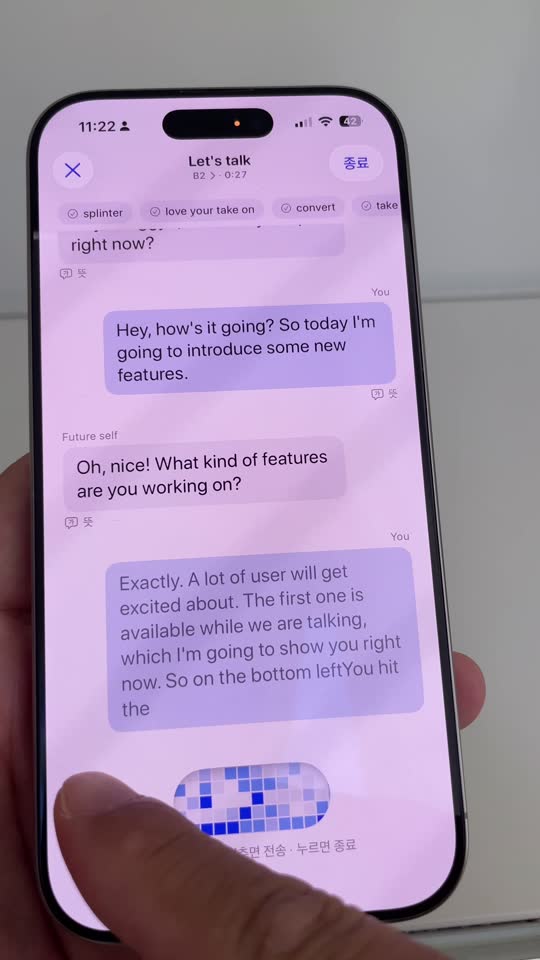 11:22
42
Let's talk
B2 > · 0:27
종료
splinter
love your take on
convert
take
right now?
뜻
You
Hey, how's it going? So today I'm
going to introduce some new
features.
뜻
Future self
Oh, nice! What kind of features
are you working on?
뜻
You
Exactly. A lot of user will get
excited about. The first one is
available while we are talking,
which I'm going to show you right
now. So on the bottom leftYou hit
the
전송 · 누르면 종료